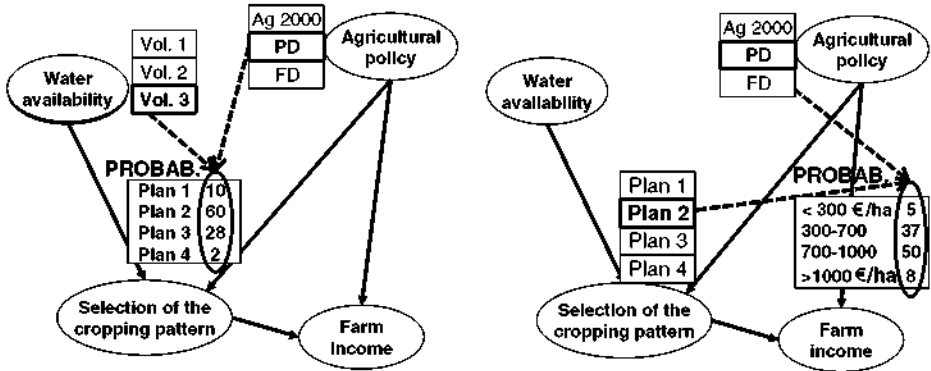 Ag 2000
PD
FD
Agricultural
policy
Vol. 1
Vol. 2
Vol. 3
Water
availability
PROBAB.
Plan 1 10
Plan 2 60
Plan 3 28
Plan 4 2
Selection of the
cropping pattern
Farm
Income
Ag 2000
PD
FD
Agricultural
policy
Water
availability
PROBAB.
Plan 1
Plan 2
Plan 3
Plan 4
< 300 €/ha 5
300-700 37
700-1000 50
>1000 €/ha 8
Selection of the
cropping pattern
Farm
income